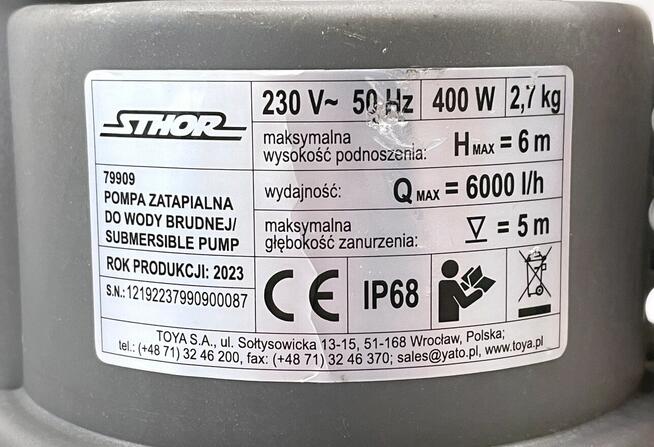 STHOR
79909
POMPA ZATAPIALNA
DO WODY BRUDNEJ/
SUBMERSIBLE PUMP
ROK PRODUKCJI: 2023
S.N.: 12192237990900087
230 V~ 50 Hz 400 W 2,7 kg
maksymalna
wysokość podnoszenia: H MAX = 6 m
wydajność: Q MAX = 6000 l/h
maksymalna
głębokość zanurzenia: = 5 m
CE IP68
TOYA S.A., ul. Sołtysowicka 13-15, 51-168 Wrocław, Polska;
tel.: (+48 71) 32 46 200, fax: (+48 71) 32 46 370; sales@yato.pl, www.toya.pl